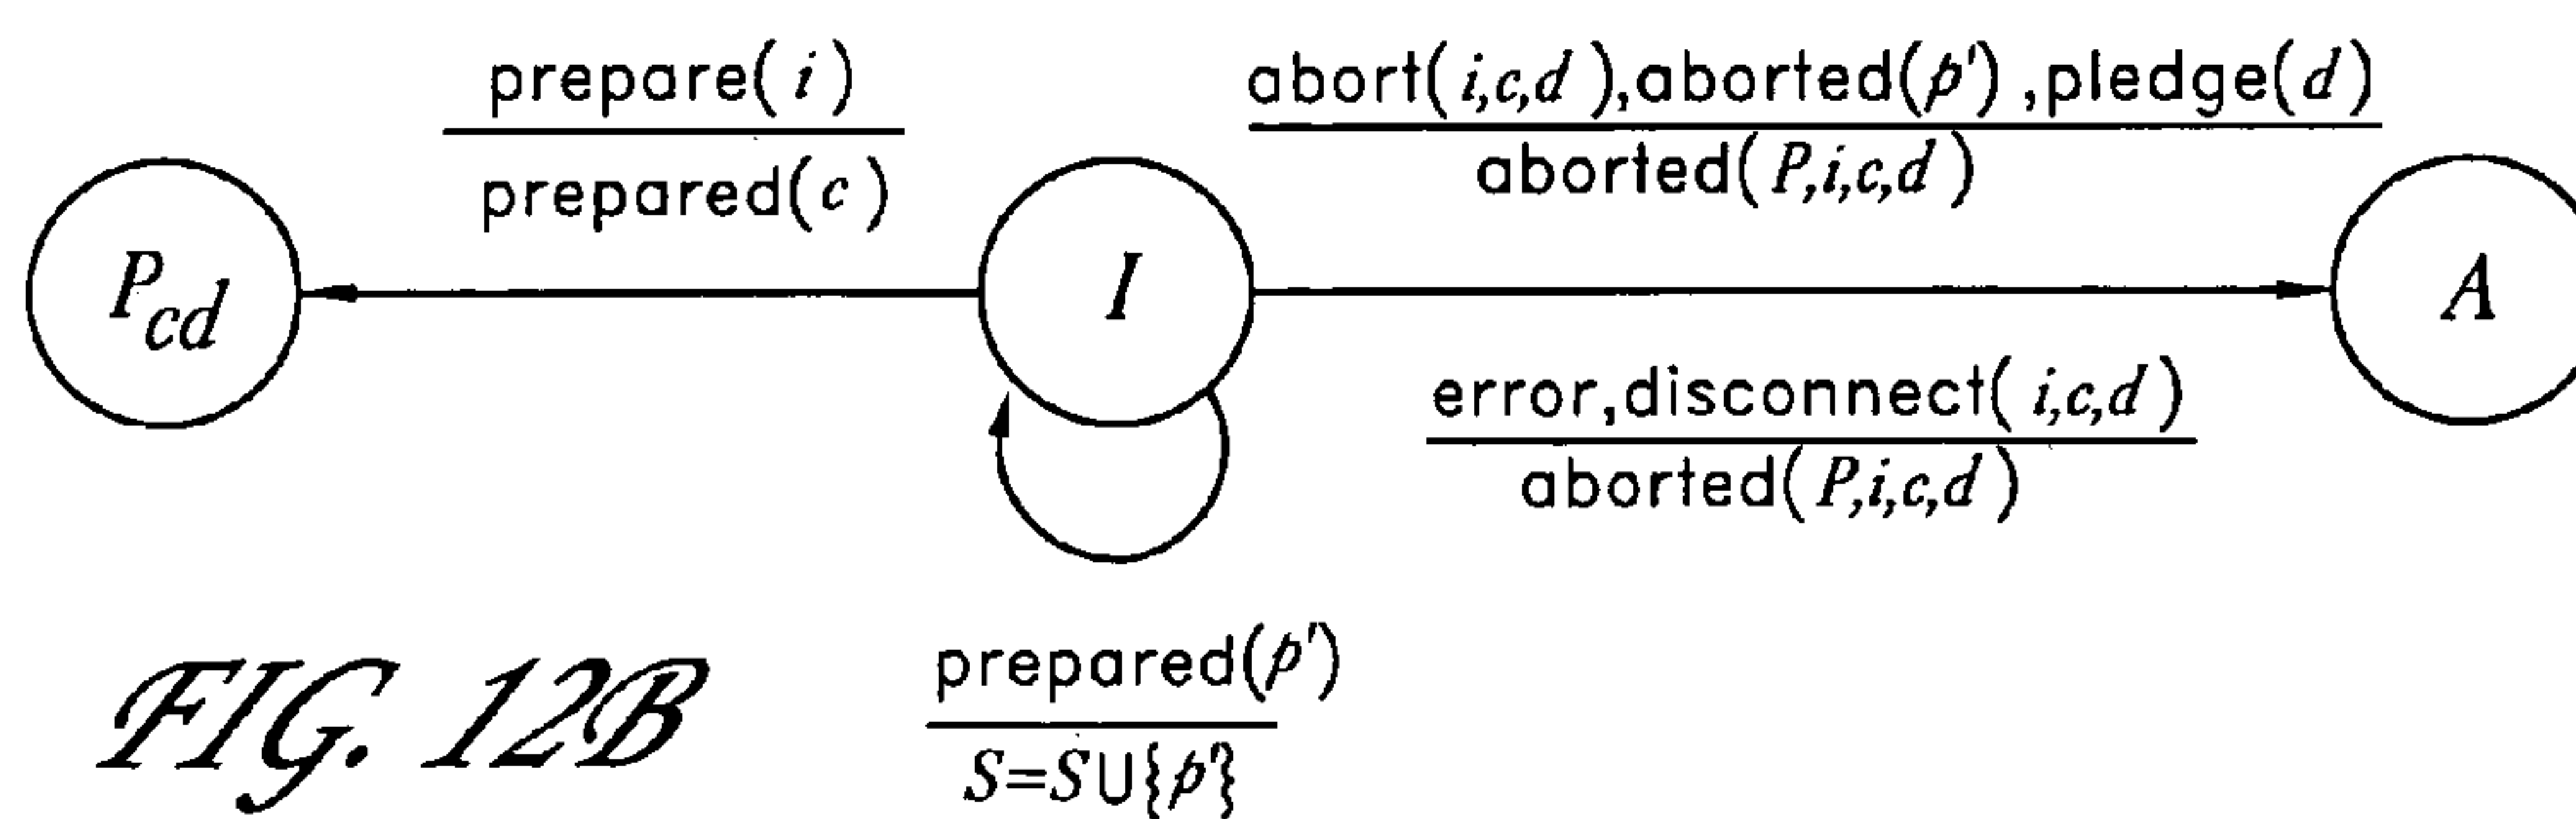 prepare(i)
prepared(c)
abort(i,c,d),aborted(p'),pledge(d)
aborted(P,i,c,d)
P_cd
I
A
error,disconnect(i,c,d)
aborted(P,i,c,d)
prepared(p')
S=S∪{p'}
FIG. 12B